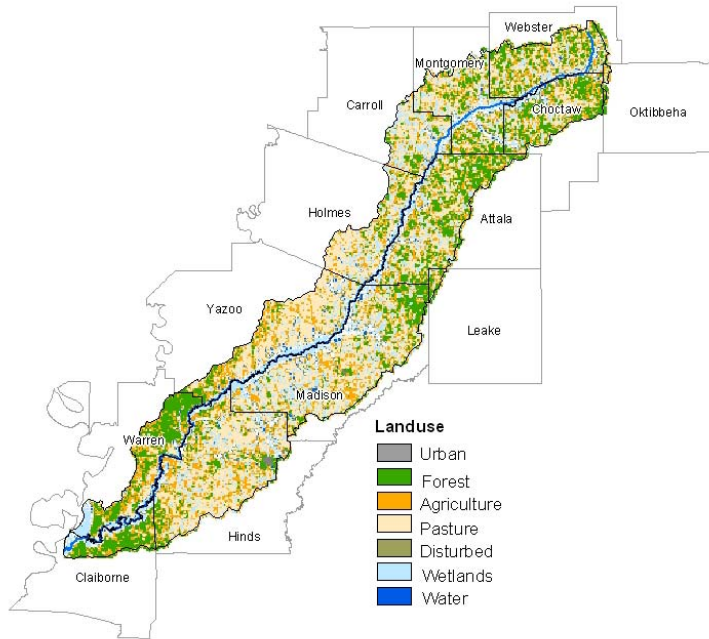 Webster
Montgomery
Carroll
Choctaw
Oktibbeha
Holmes
Attala
Yazoo
Leake
Madison
Warren
Hinds
Claiborne
Landuse
Urban
Forest
Agriculture
Pasture
Disturbed
Wetlands
Water